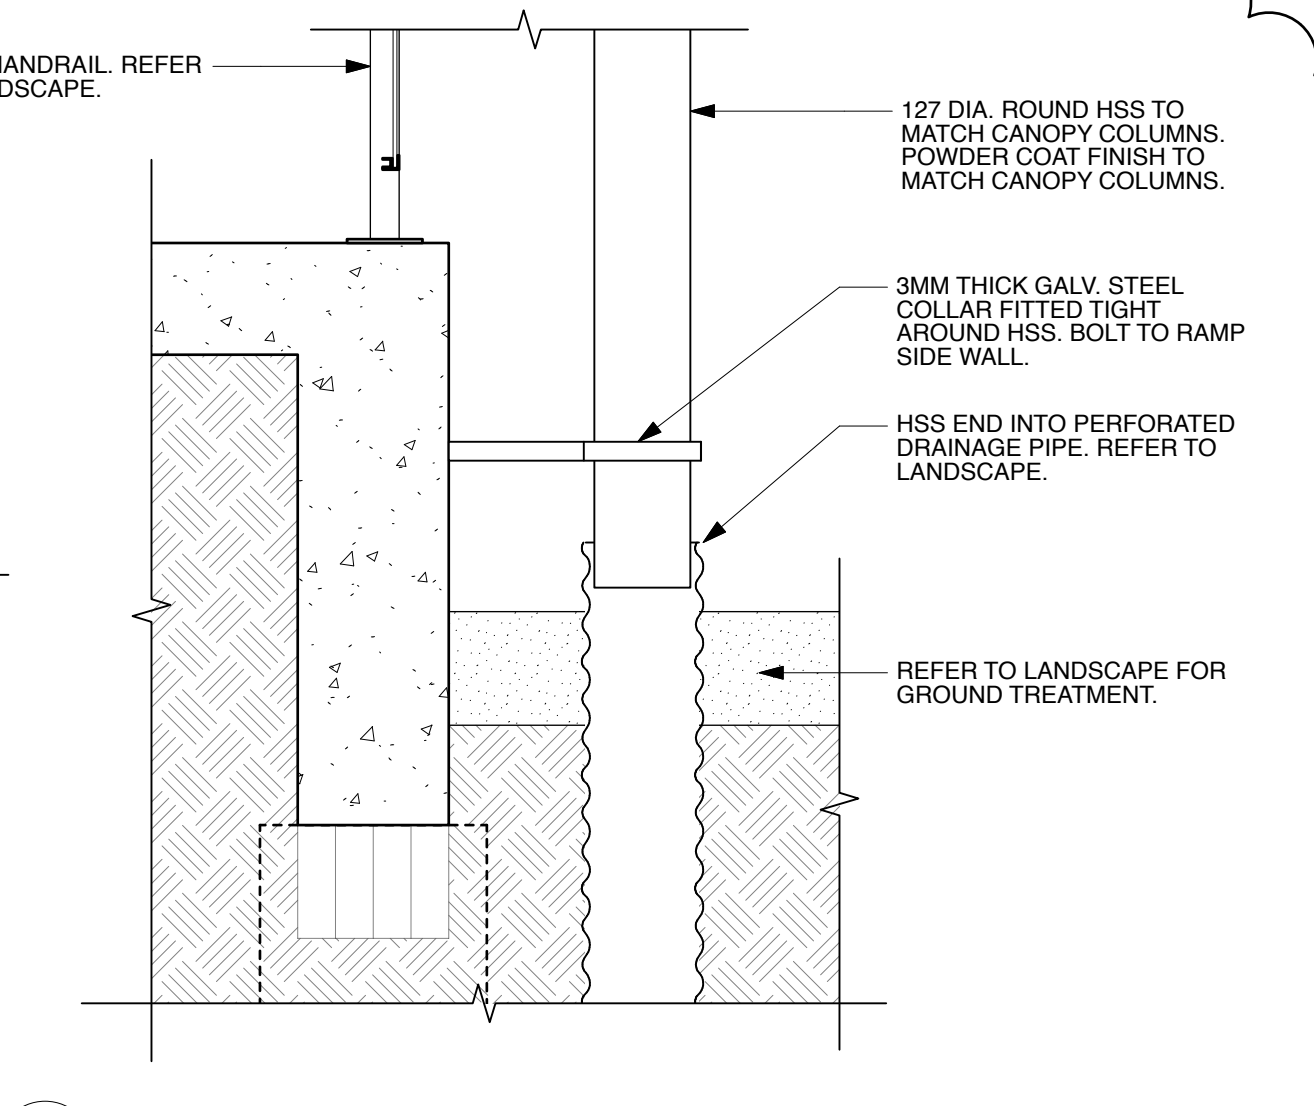 HANDRAIL. REFER
127 DIA. ROUND HSS TO
MATCH CANOPY COLUMNS.
POWDER COAT FINISH TO
MATCH CANOPY COLUMNS.
3MM THICK GALV. STEEL
COLLAR FITTED TIGHT
AROUND HSS. BOLT TO RAMP
SIDE WALL.
HSS END INTO PERFORATED
DRAINAGE PIPE. REFER TO
LANDSCAPE.
REFER TO LANDSCAPE FOR
GROUND TREATMENT.